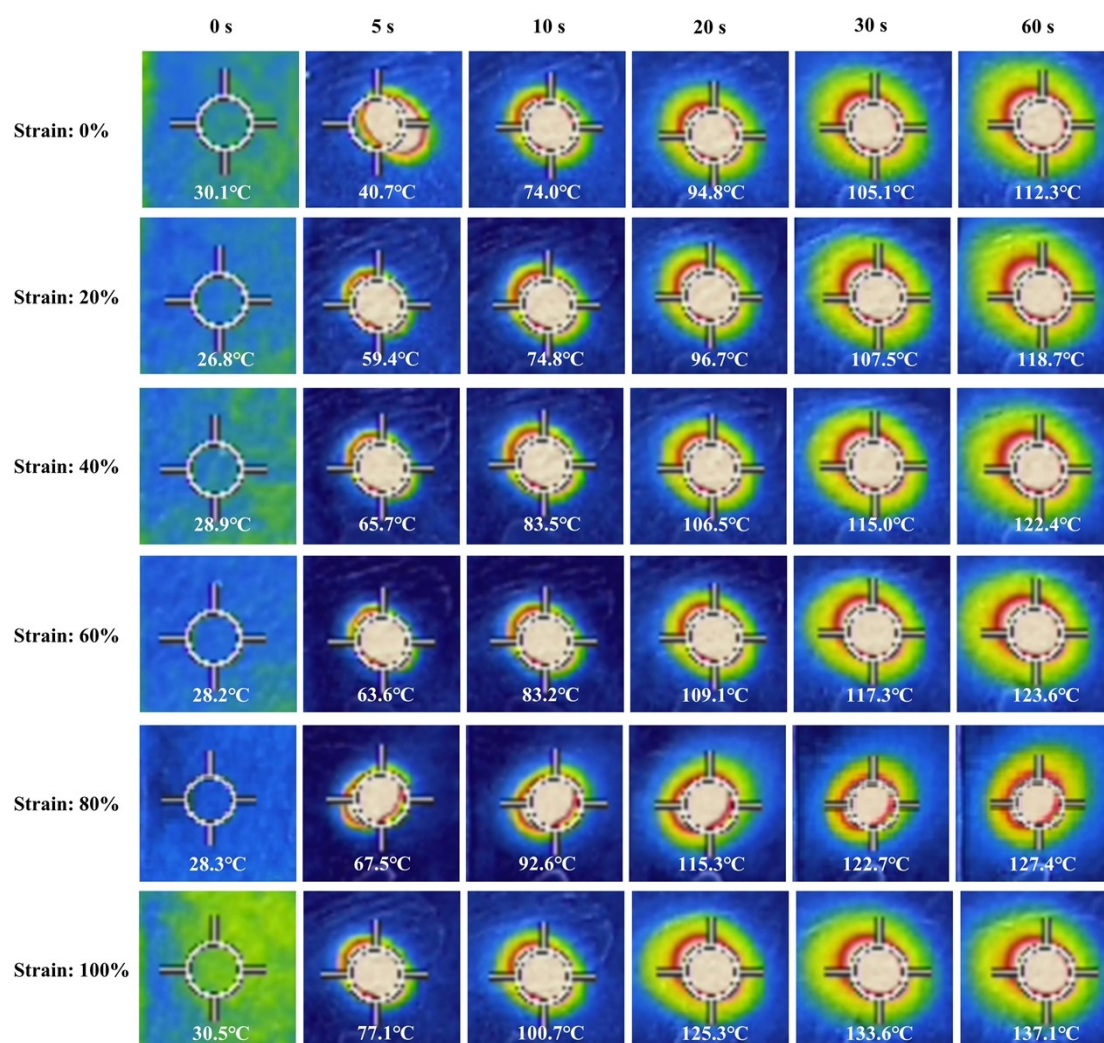 0 s 5 s 10 s 20 s 30 s 60 s
Strain: 0%
30.1°C 40.7°C 74.0°C 94.8°C 105.1°C 112.3°C
Strain: 20%
26.8°C 59.4°C 74.8°C 96.7°C 107.5°C 118.7°C
Strain: 40%
28.9°C 65.7°C 83.5°C 106.5°C 115.0°C 122.4°C
Strain: 60%
28.2°C 63.6°C 83.2°C 109.1°C 117.3°C 123.6°C
Strain: 80%
28.3°C 67.5°C 92.6°C 115.3°C 122.7°C 127.4°C
Strain: 100%
30.5°C 77.1°C 100.7°C 125.3°C 133.6°C 137.1°C